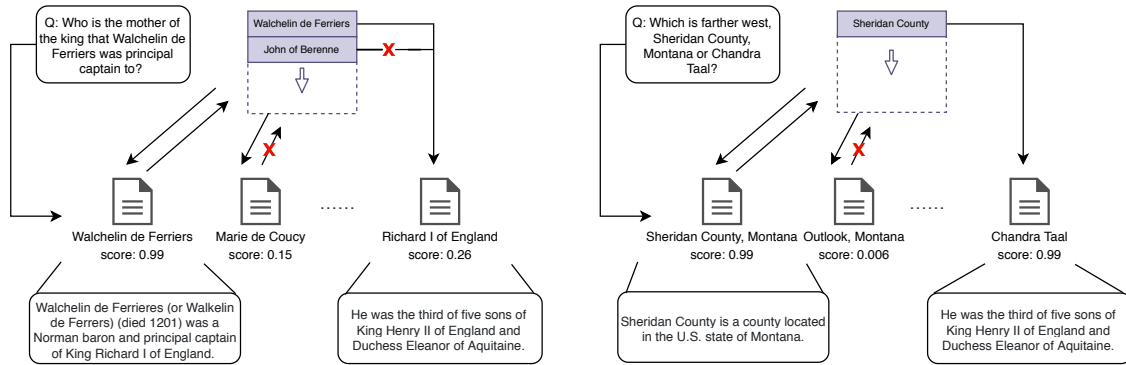 Q: Who is the mother of
the king that Walchelin de
Ferriers was principal
captain to?
Walchelin de Ferriers
John of Berenne
X
X
Walchelin de Ferriers
score: 0.99
Marie de Coucy
score: 0.15
......
Richard I of England
score: 0.26
Walchelin de Ferrieres (or Walkelin
de Ferrers) (died 1201) was a
Norman baron and principal captain
of King Richard I of England.
He was the third of five sons of
King Henry II of England and
Duchess Eleanor of Aquitaine.
Q: Which is farther west,
Sheridan County,
Montana or Chandra
Taal?
Sheridan County
X
Sheridan County, Montana
score: 0.99
Outlook, Montana
score: 0.006
......
Chandra Taal
score: 0.99
Sheridan County is a county located
in the U.S. state of Montana.
He was the third of five sons of
King Henry II of England and
Duchess Eleanor of Aquitaine.